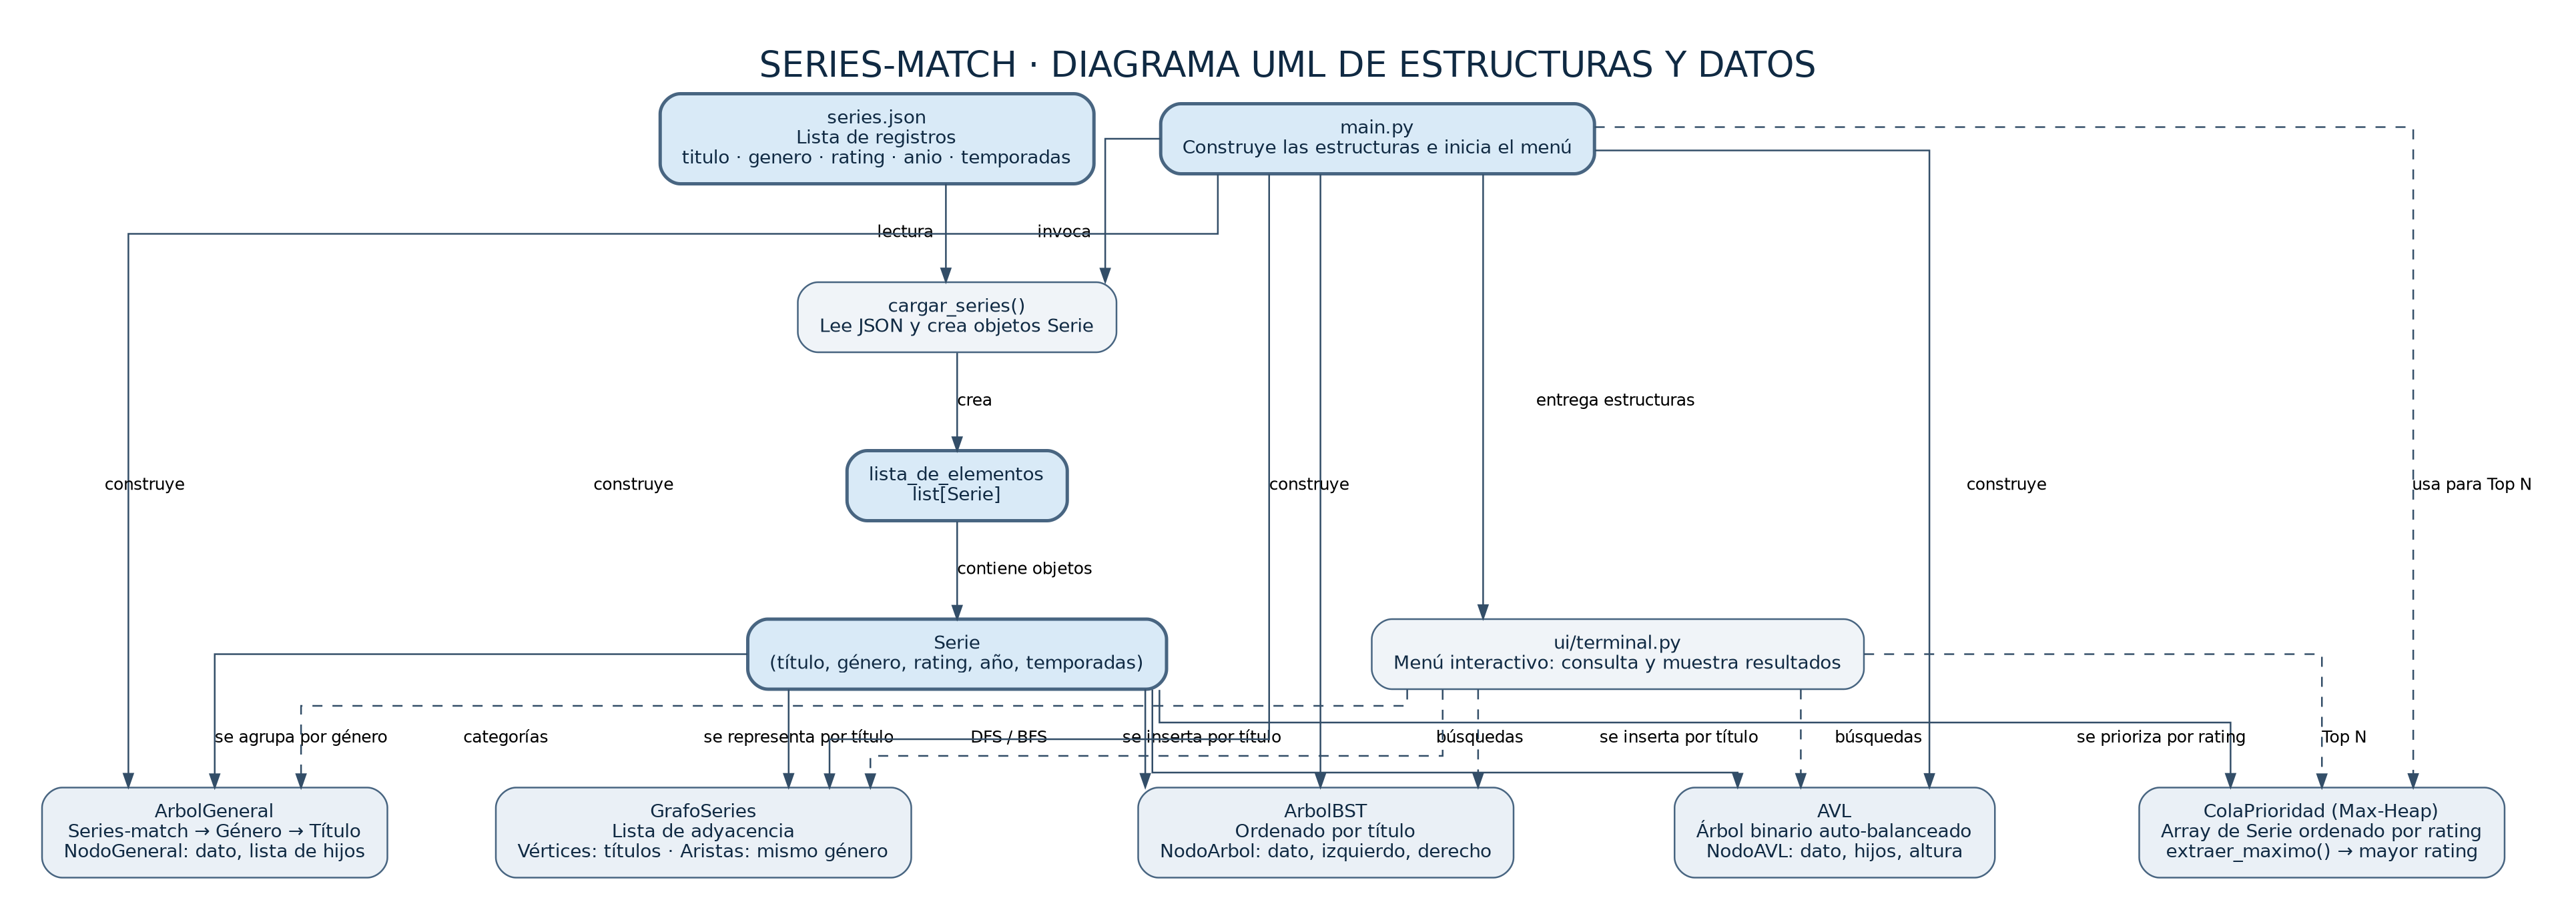 SERIES-MATCH · DIAGRAMA UML DE ESTRUCTURAS Y DATOS
series.json
Lista de registros
titulo · genero · rating · anio · temporadas
main.py
Construye las estructuras e inicia el menú
lectura
invoca
cargar_series()
Lee JSON y crea objetos Serie
crea
entrega estructuras
lista_de_elementos
list[Serie]
construye
construye
construye
construye
usa para Top N
contiene objetos
Serie
(título, género, rating, año, temporadas)
ui/terminal.py
Menú interactivo: consulta y muestra resultados
se agrupa por género
categorías
se representa por título
DFS / BFS
se inserta por título
búsquedas
se inserta por título
búsquedas
se prioriza por rating
Top N
ArbolGeneral
Series-match → Género → Título
NodoGeneral: dato, lista de hijos
GrafoSeries
Lista de adyacencia
Vértices: títulos · Aristas: mismo género
ArbolBST
Ordenado por título
NodoArbol: dato, izquierdo, derecho
AVL
Árbol binario auto-balanceado
NodoAVL: dato, hijos, altura
ColaPrioridad (Max-Heap)
Array de Serie ordenado por rating
extraer_maximo() → mayor rating